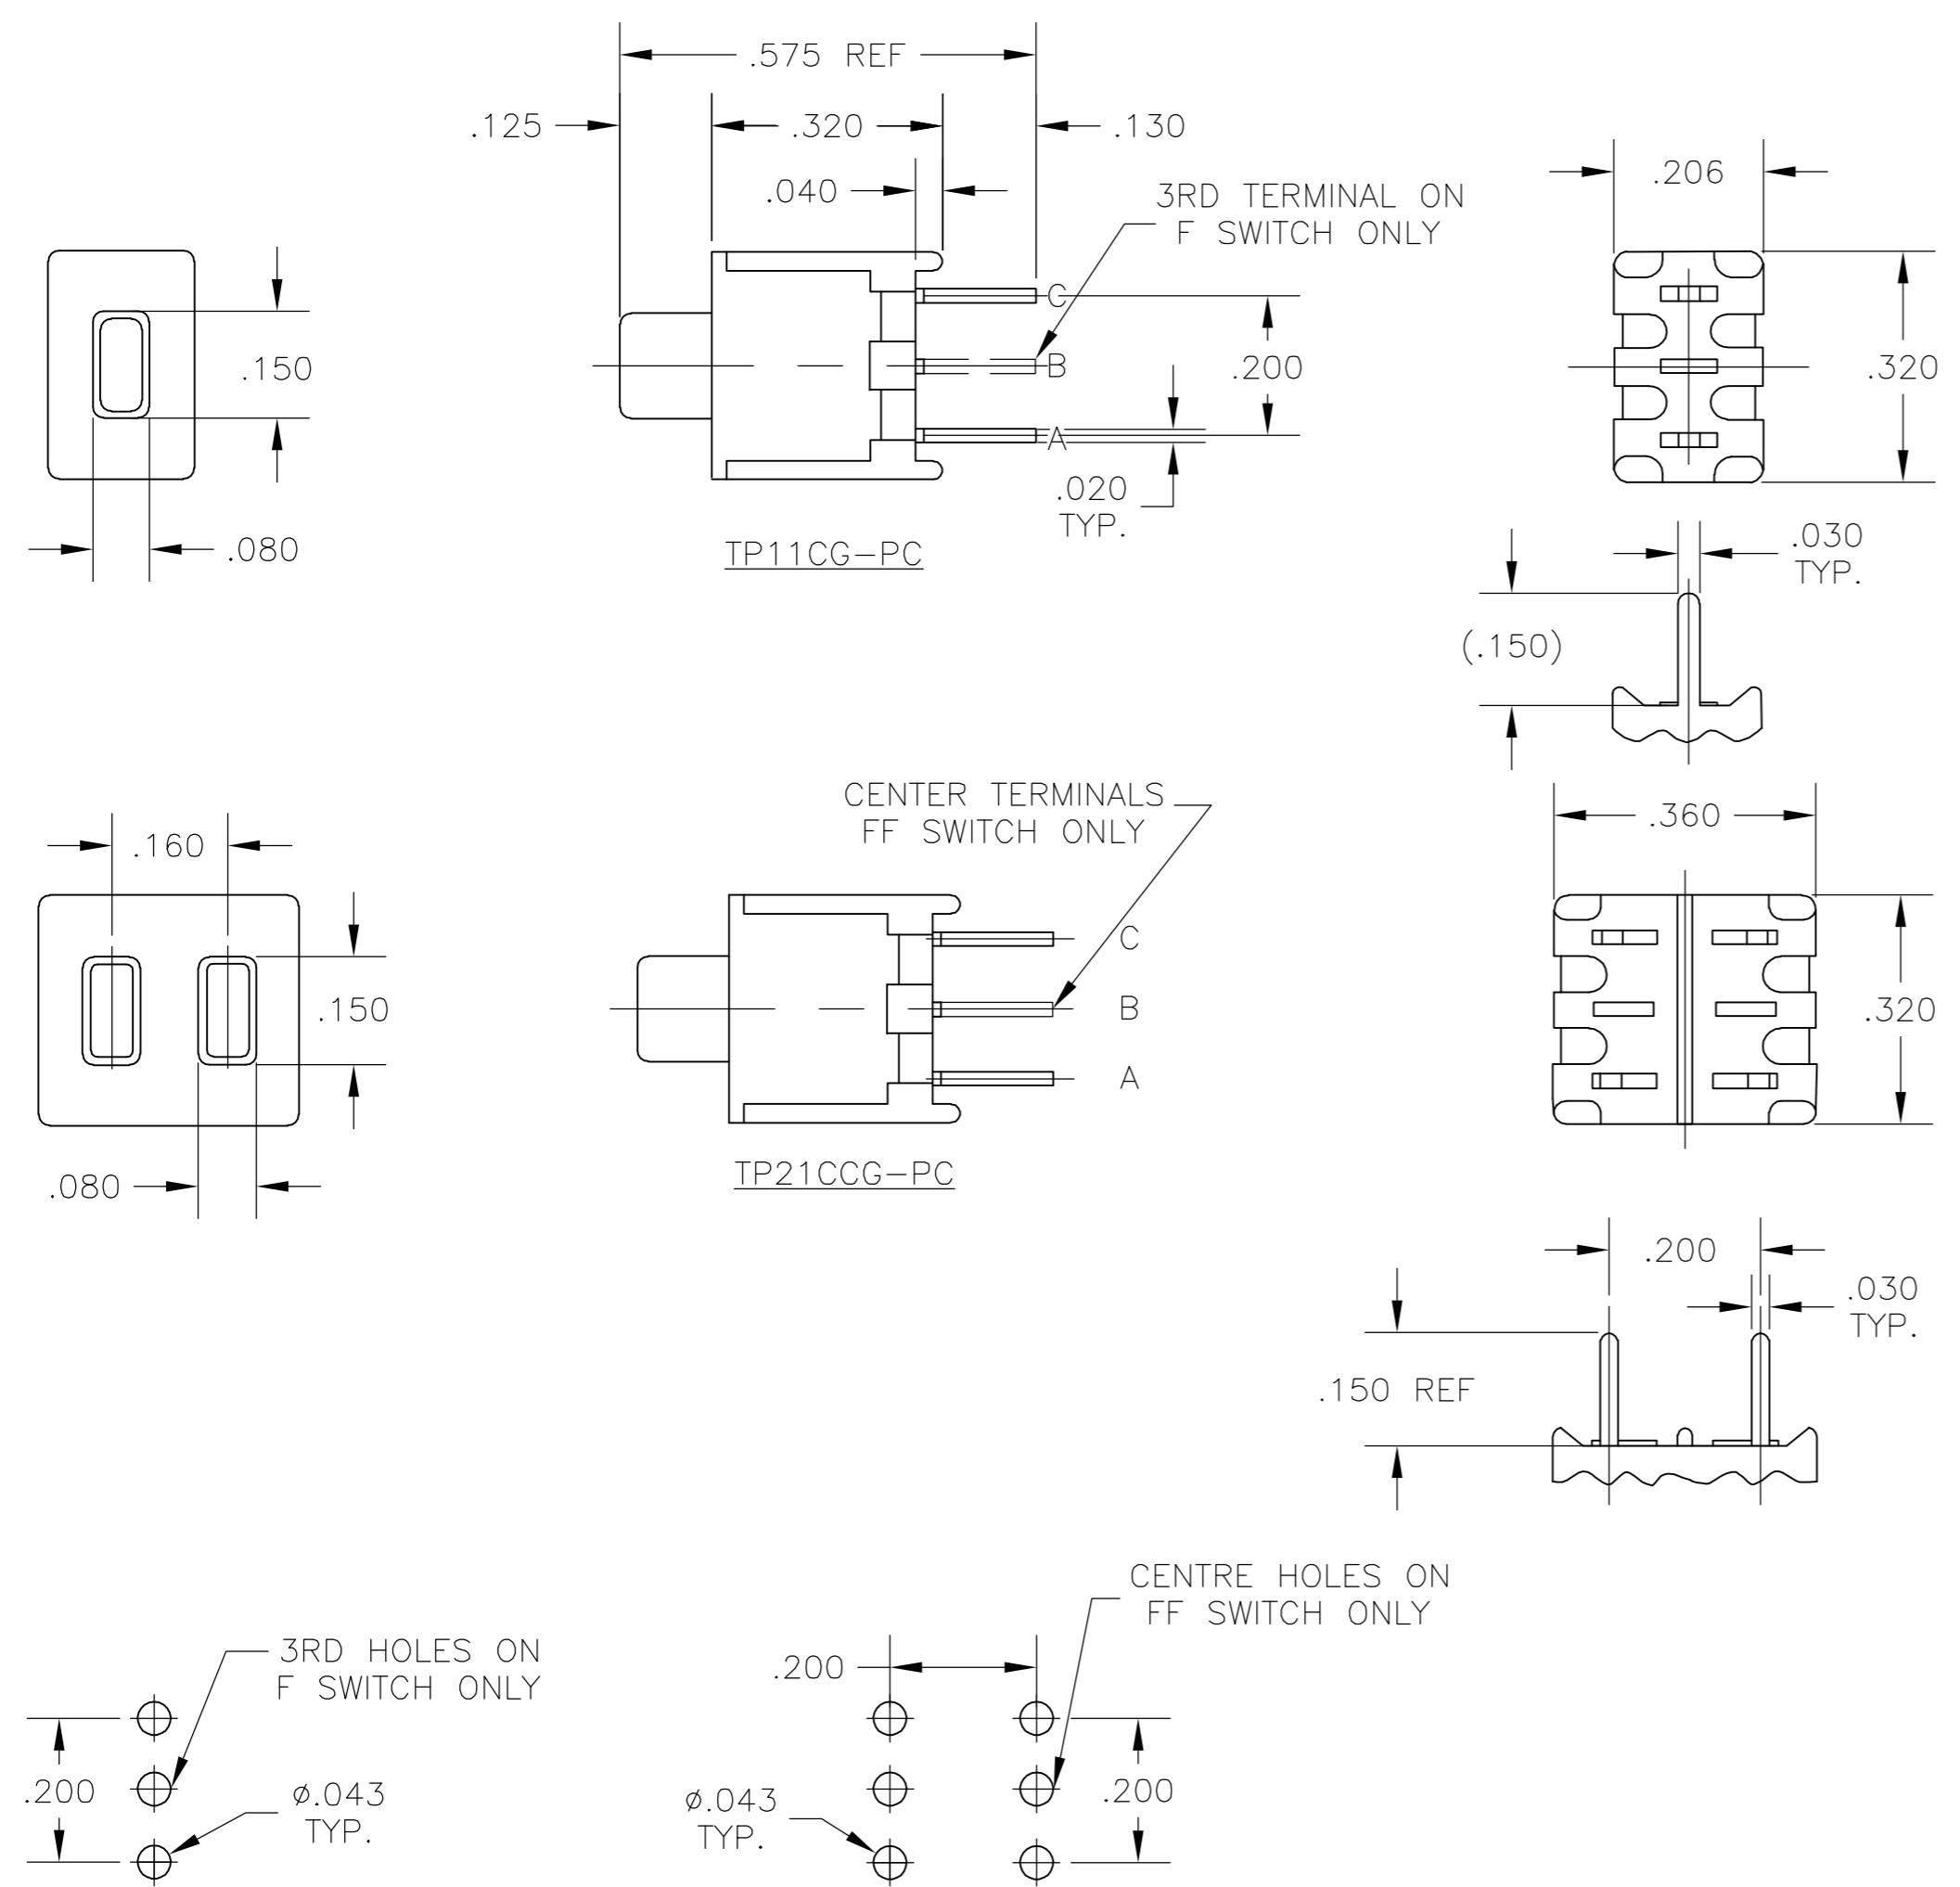 .575 REF
.125
.320
.130
.040
3RD TERMINAL ON
F SWITCH ONLY
.206
C
.150
B
.200
.320
A
.020
TYP.
.080
TP11CG-PC
.030
TYP.
(.150)
CENTER TERMINALS
FF SWITCH ONLY
.360
.160
C
.150
B
.320
A
TP21CCG-PC
.080
.200
.030
TYP.
.150 REF
CENTRE HOLES ON
FF SWITCH ONLY
3RD HOLES ON
F SWITCH ONLY
.200
.200
ø.043
TYP.
ø.043
TYP.
.200